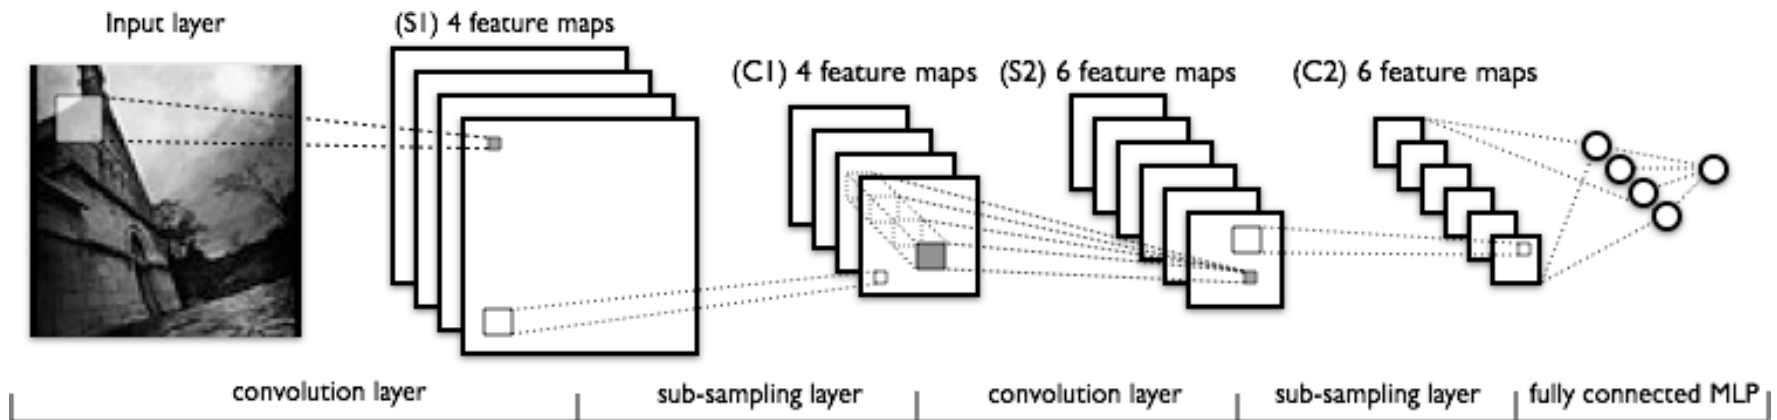 Input layer
(S1) 4 feature maps
(C1) 4 feature maps
(S2) 6 feature maps
(C2) 6 feature maps
convolution layer
sub-sampling layer
convolution layer
sub-sampling layer
fully connected MLP